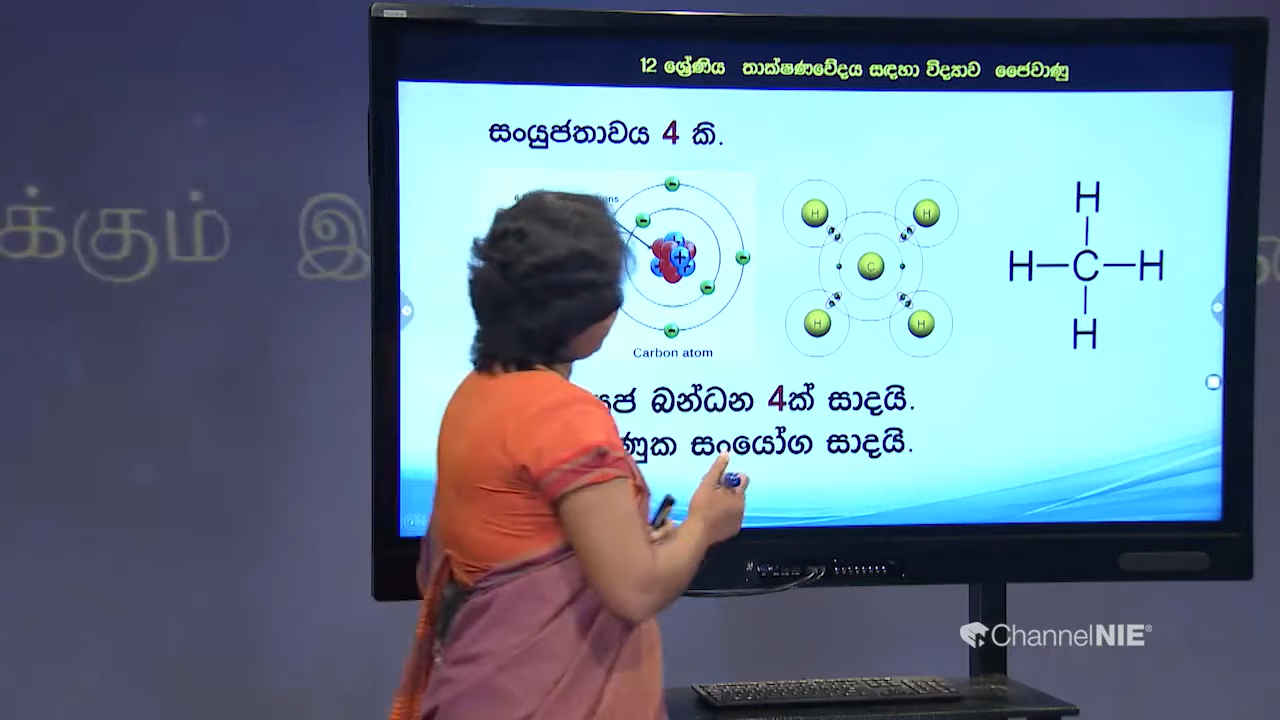 12 ශ්‍රේණිය තාක්ෂණවේදය සඳහා විද්‍යාව ජෛවාණු
සංයුජතාවය 4 කි.
க்கும் இ
H H
C
H H
Carbon atom
H
H C H
H
බන්ධන 4ක් සාදයි.
සංයෝග සාදයි.
ChannelNIE®